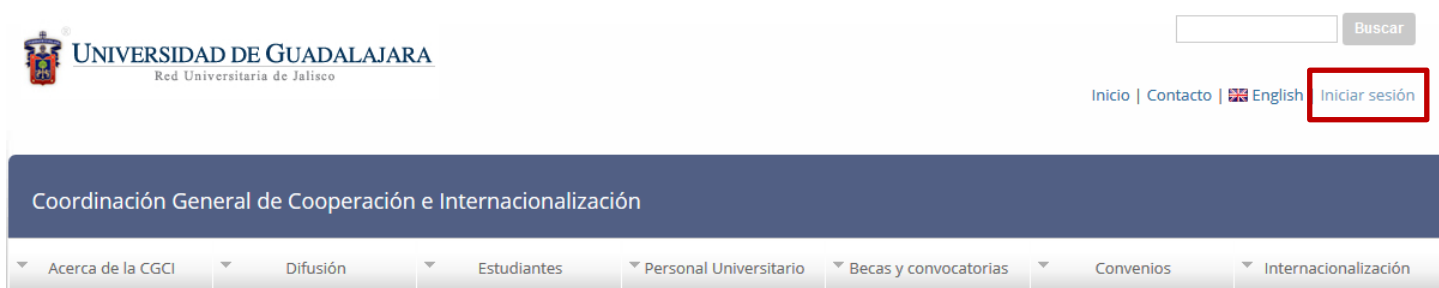 Buscar
®
UNIVERSIDAD DE GUADALAJARA
Red Universitaria de Jalisco
Inicio | Contacto | English | Iniciar sesión
Coordinación General de Cooperación e Internacionalización
Acerca de la CGCI Difusión Estudiantes Personal Universitario Becas y convocatorias Convenios Internacionalización